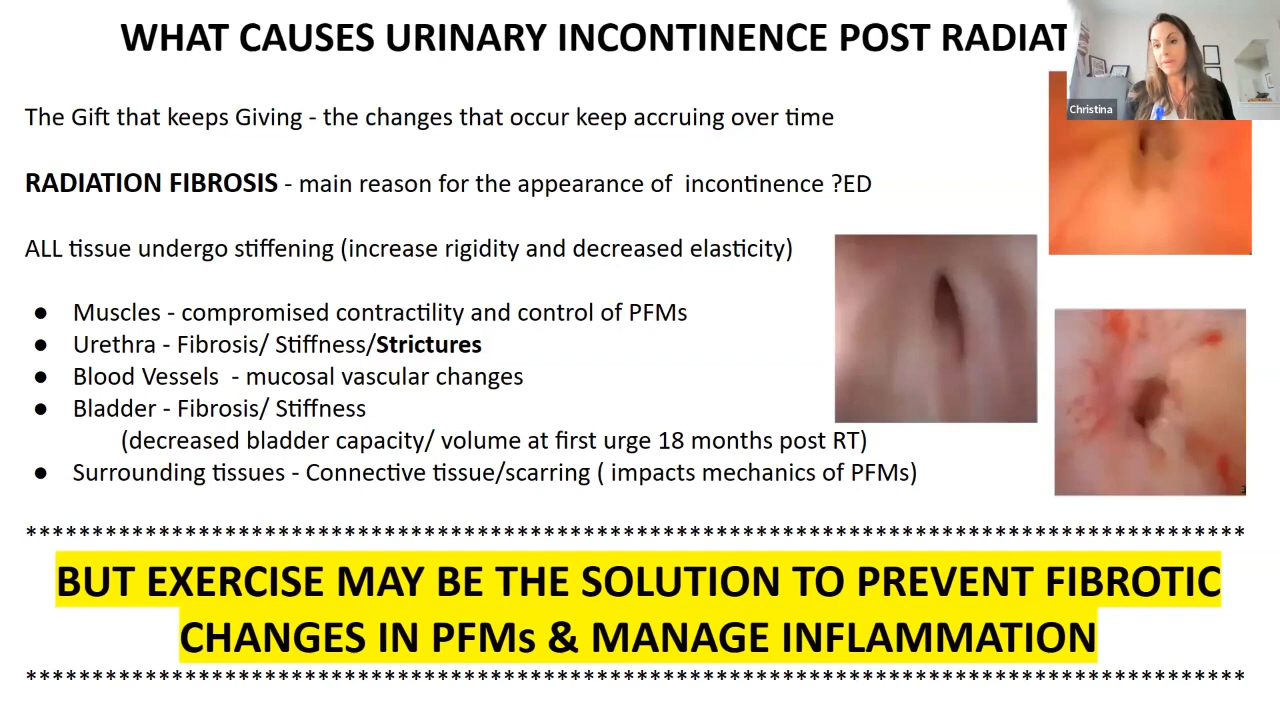 WHAT CAUSES URINARY INCONTINENCE POST RADIAT
Christina
The Gift that keeps Giving - the changes that occur keep accruing over time
RADIATION FIBROSIS - main reason for the appearance of incontinence ?ED
ALL tissue undergo stiffening (increase rigidity and decreased elasticity)
● Muscles - compromised contractility and control of PFMs
● Urethra - Fibrosis/ Stiffness/Strictures
● Blood Vessels - mucosal vascular changes
● Bladder - Fibrosis/ Stiffness
(decreased bladder capacity/ volume at first urge 18 months post RT)
● Surrounding tissues - Connective tissue/scarring ( impacts mechanics of PFMs)
********************************************************************************************
BUT EXERCISE MAY BE THE SOLUTION TO PREVENT FIBROTIC
CHANGES IN PFMs & MANAGE INFLAMMATION
********************************************************************************************